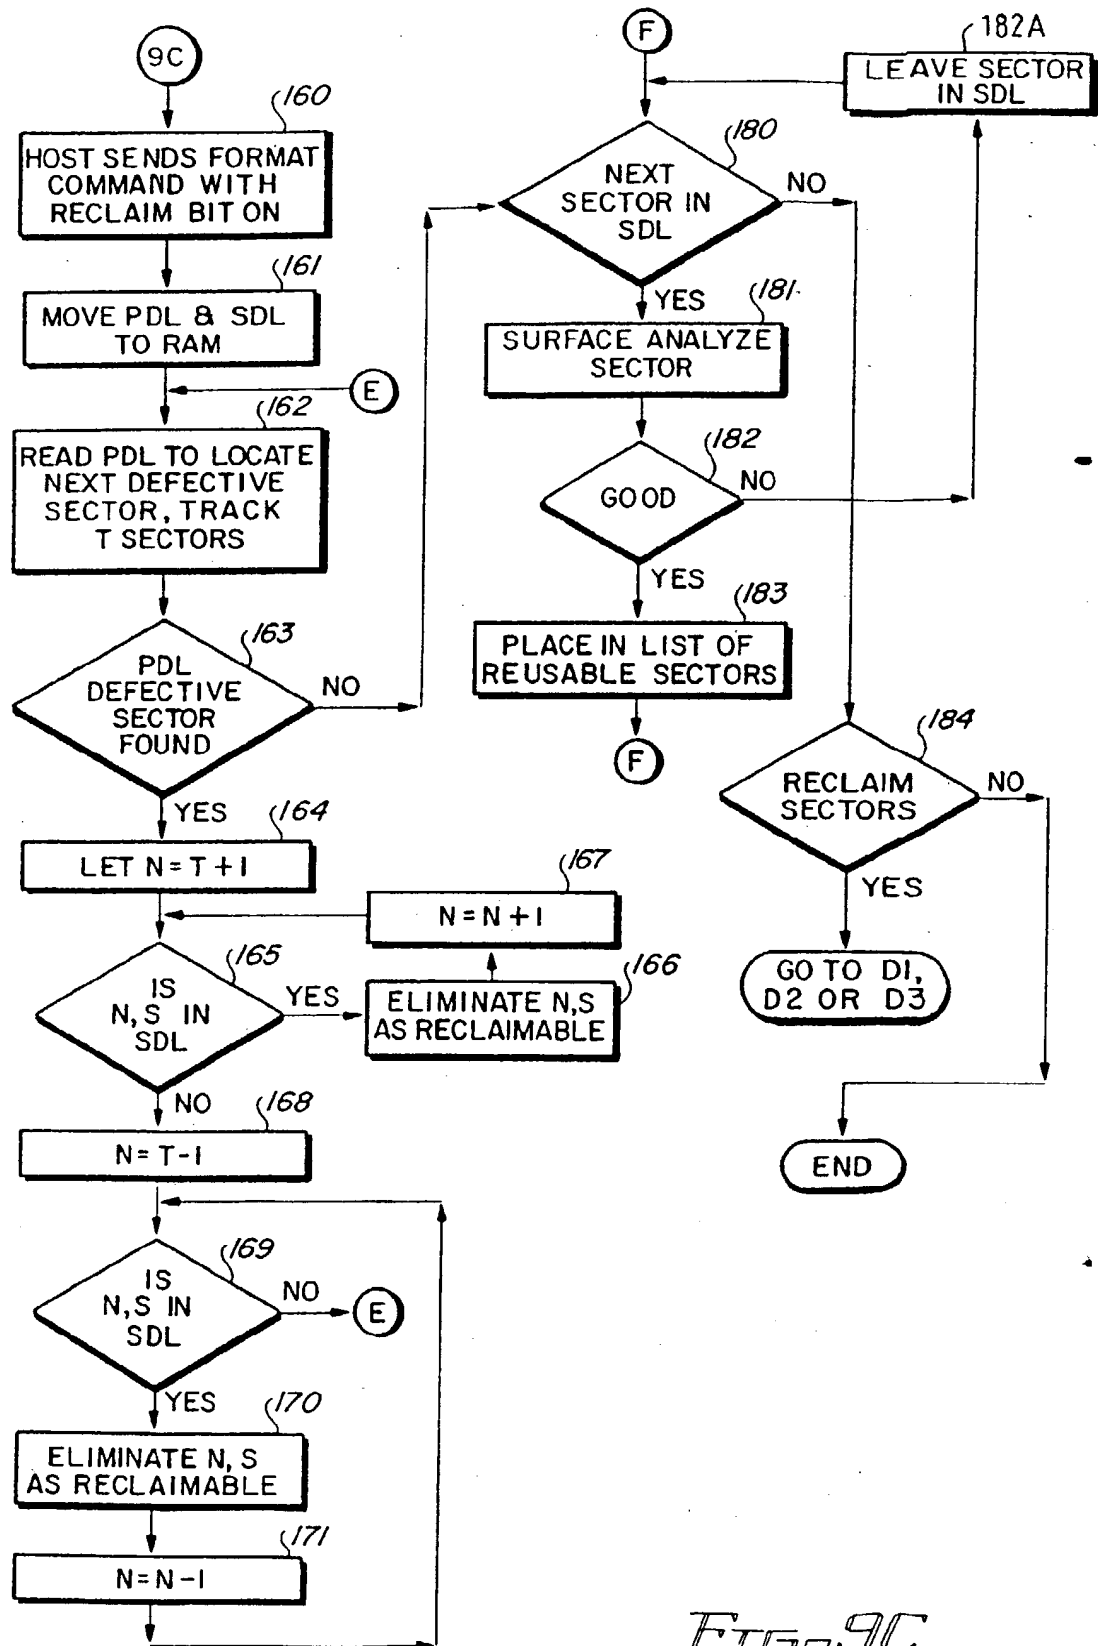 9C
160
HOST SENDS FORMAT
COMMAND WITH
RECLAIM BIT ON
161
MOVE PDL & SDL
TO RAM
E
162
READ PDL TO LOCATE
NEXT DEFECTIVE
SECTOR, TRACK
T SECTORS
163
PDL
DEFECTIVE
SECTOR
FOUND
NO
YES
164
LET N=T+1
167
N=N+1
165
IS
N,S IN
SDL
YES
166
ELIMINATE N,S
AS RECLAIMABLE
NO
168
N=T-1
169
IS
N,S IN
SDL
NO
E
YES
170
ELIMINATE N,S
AS RECLAIMABLE
171
N=N-1
F
182A
LEAVE SECTOR
IN SDL
180
NEXT
SECTOR IN
SDL
NO
YES
181
SURFACE ANALYZE
SECTOR
182
GOOD
NO
YES
183
PLACE IN LIST OF
REUSABLE SECTORS
F
184
RECLAIM
SECTORS
NO
YES
GO TO D1,
D2 OR D3
END
FIG. 9C